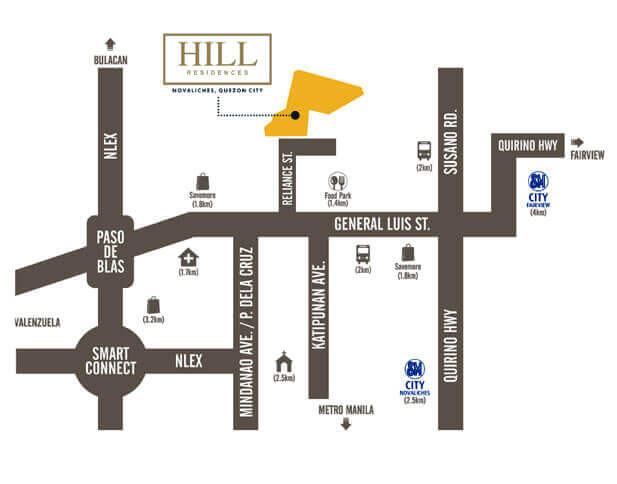 HILL
RESIDENCES
NOVALICHES, QUEZON CITY
BULACAN
NLEX
SUSANO RD.
QUIRINO HWY
FAIRVIEW
(2km)
RELIANCE ST.
Savemore
(1.8km)
Food Park
(1.4km)
SM
CITY
FAIRVIEW
(4km)
GENERAL LUIS ST.
PASO
DE
BLAS
(1.7km)
(2km)
Savemore
(1.8km)
MINDANAO AVE. / P. DELA CRUZ
KATIPUNAN AVE.
QUIRINO HWY
(3.2km)
VALENZUELA
SMART
CONNECT
NLEX
(2.5km)
SM
CITY
NOVALICHES
(2.5km)
METRO MANILA